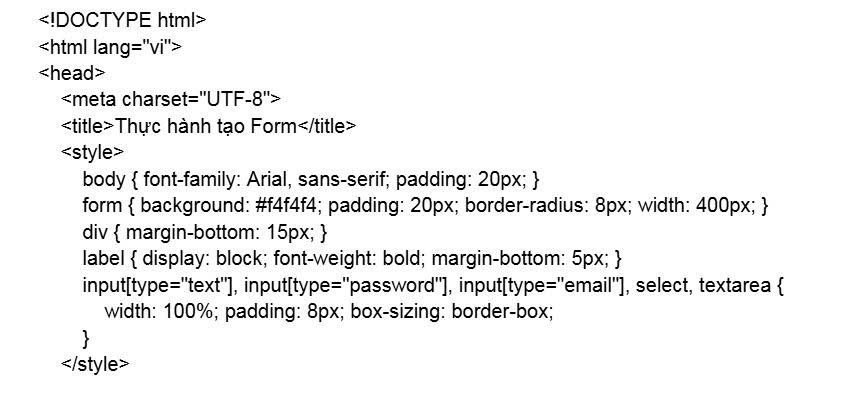 <!DOCTYPE html>
<html lang="vi">
<head>
<meta charset="UTF-8">
<title>Thực hành tạo Form</title>
<style>
body { font-family: Arial, sans-serif; padding: 20px; }
form { background: #f4f4f4; padding: 20px; border-radius: 8px; width: 400px; }
div { margin-bottom: 15px; }
label { display: block; font-weight: bold; margin-bottom: 5px; }
input[type="text"], input[type="password"], input[type="email"], select, textarea {
width: 100%; padding: 8px; box-sizing: border-box;
}
</style>